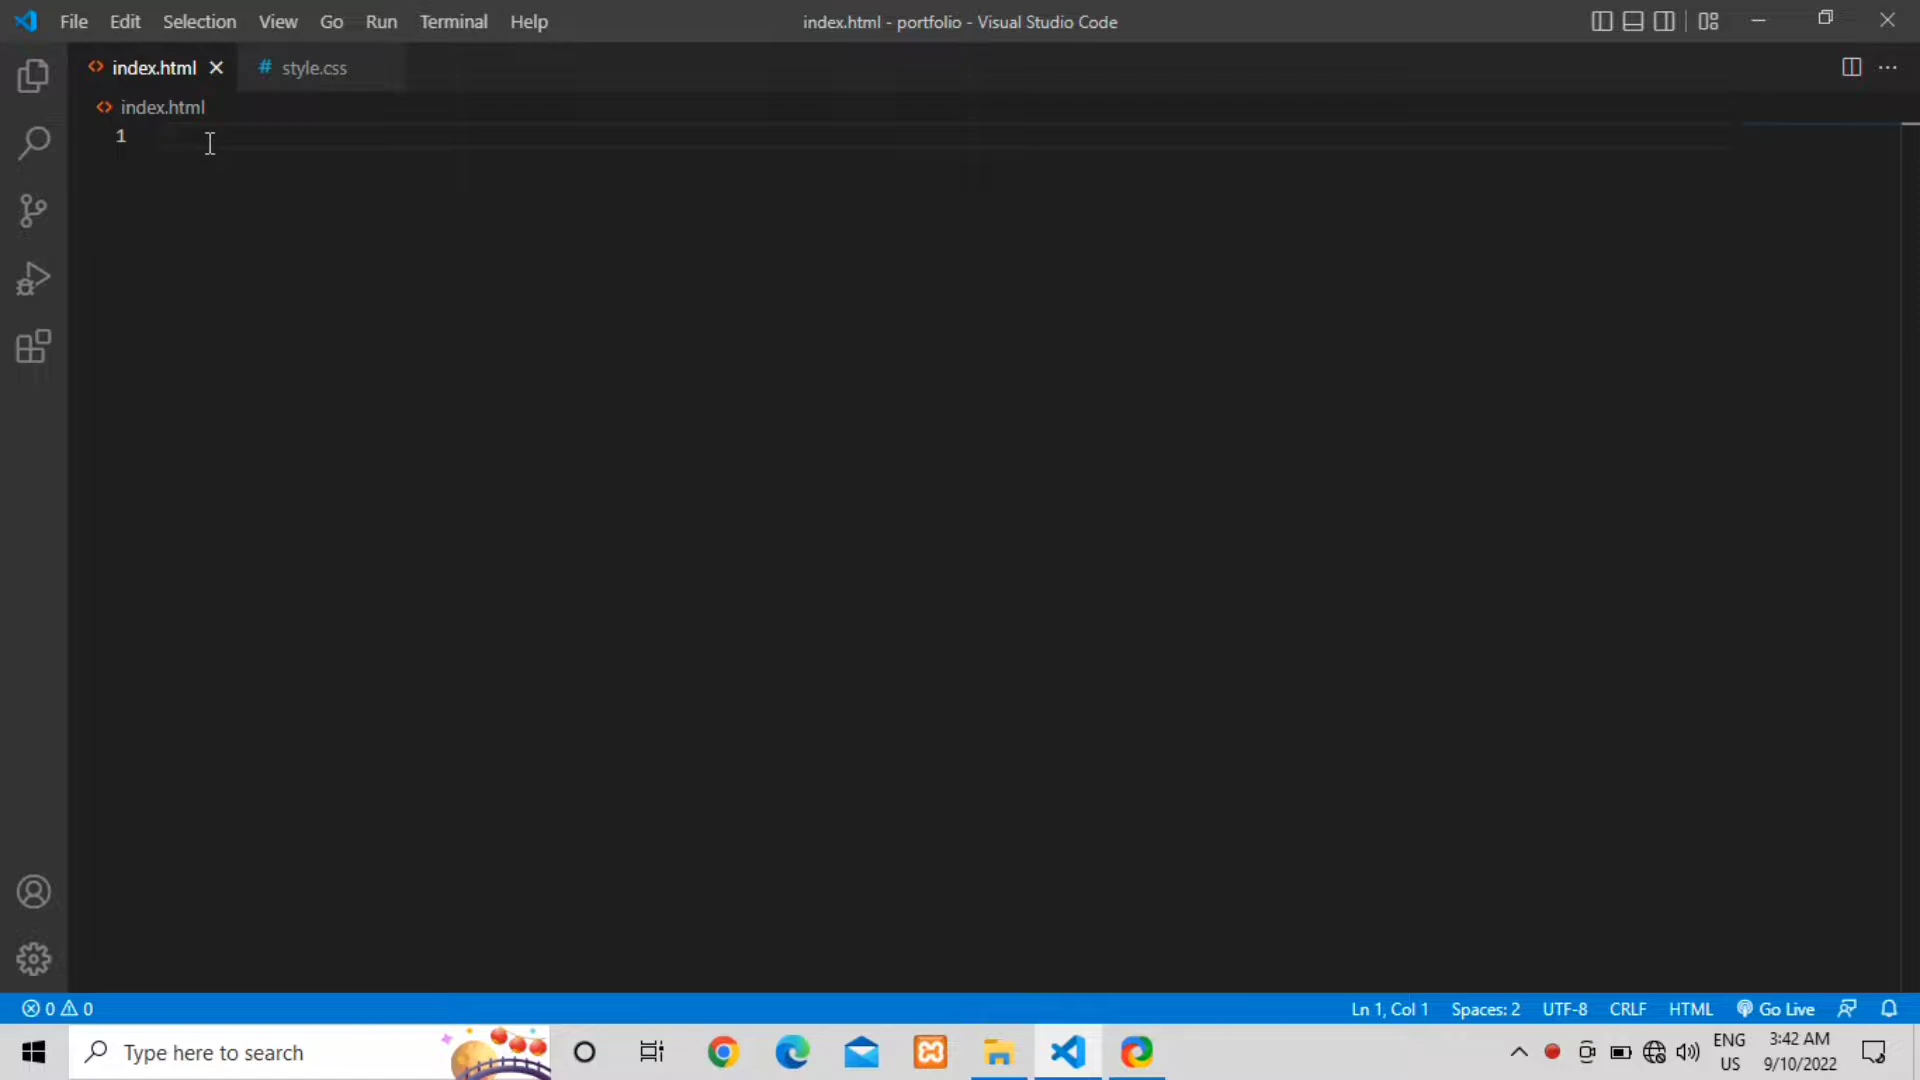 File Edit Selection View Go Run Terminal Help index.html - portfolio - Visual Studio Code
index.html style.css
index.html
1
0 0 Ln 1, Col 1 Spaces: 2 UTF-8 CRLF HTML Go Live
Type here to search
ENG
US
3:42 AM
9/10/2022